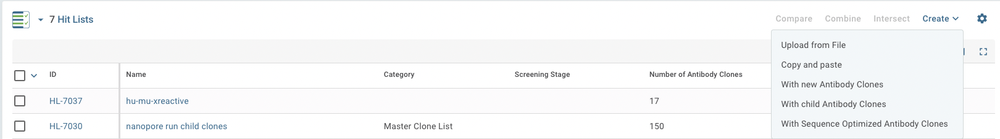 7 Hit Lists
Compare Combine Intersect Create
Upload from File
Copy and paste
With new Antibody Clones
With child Antibody Clones
With Sequence Optimized Antibody Clones
ID Name Category Screening Stage Number of Antibody Clones
HL-7037 hu-mu-xreactive 17
HL-7030 nanopore run child clones Master Clone List 150